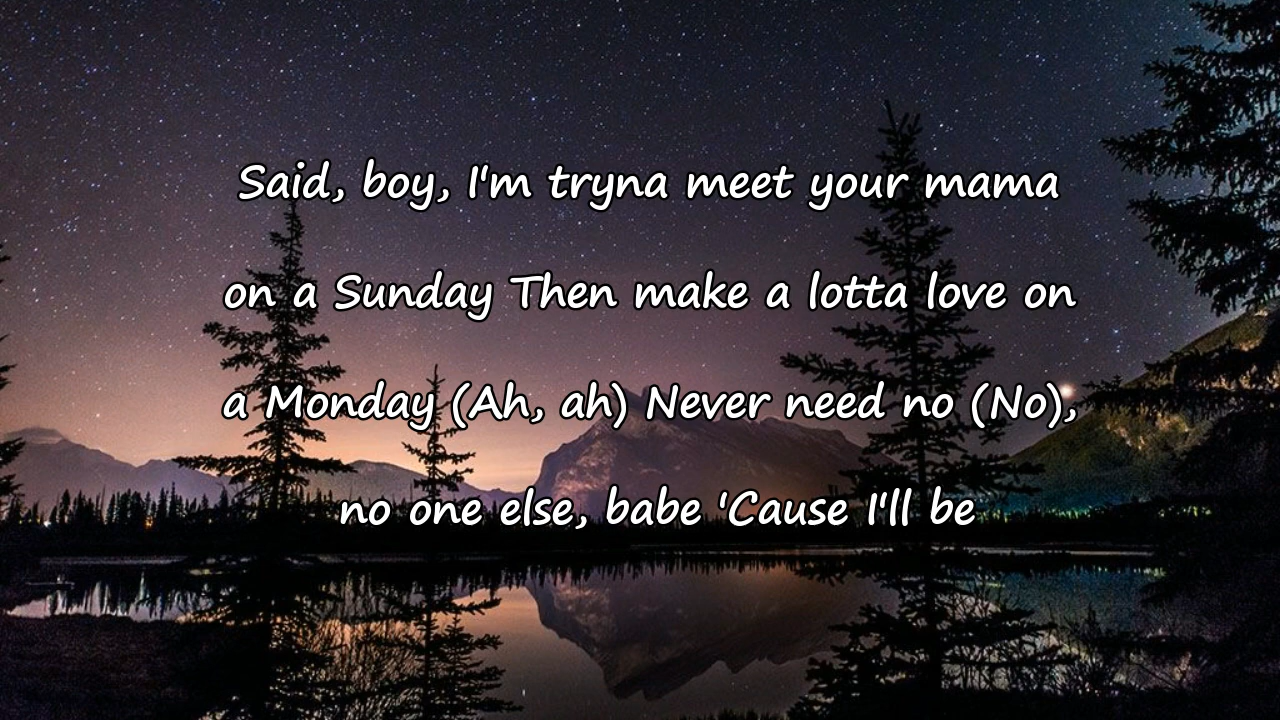 Said, boy, I'm tryna meet your mama
on a Sunday Then make a lotta love on
a Monday (Ah, ah) Never need no (No),
no one else, babe 'Cause I'll be